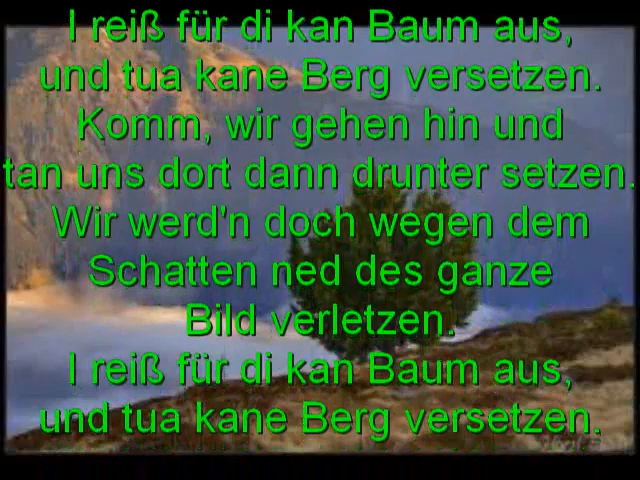 I reiß für di kan Baum aus,
und tua kane Berg versetzen.
Komm, wir gehen hin und
tan uns dort dann drunter setzen.
Wir werd'n doch wegen dem
Schatten ned des ganze
Bild verletzen.
I reiß für di kan Baum aus,
und tua kane Berg versetzen.